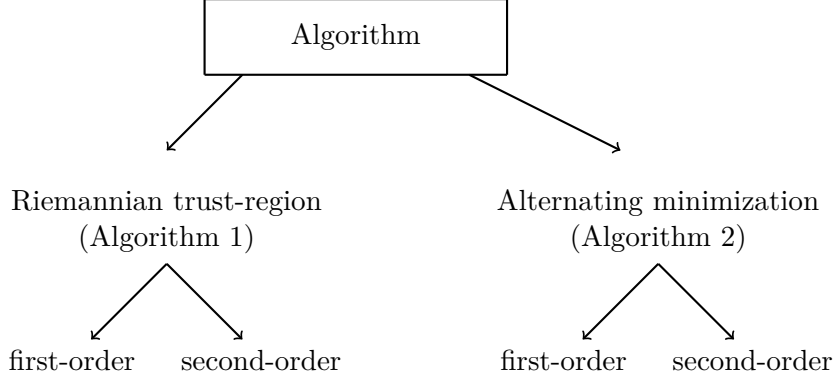 Algorithm
Riemannian trust-region
(Algorithm 1)
Alternating minimization
(Algorithm 2)
first-order
second-order
first-order
second-order